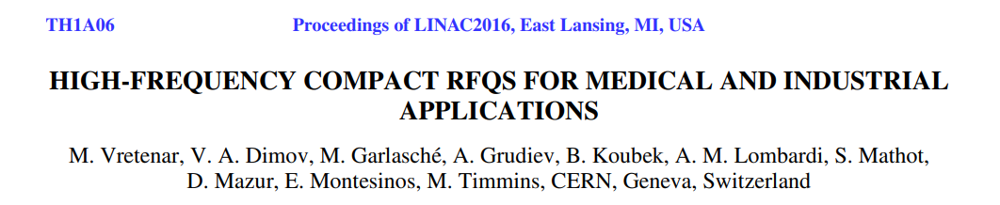 TH1A06 Proceedings of LINAC2016, East Lansing, MI, USA
HIGH-FREQUENCY COMPACT RFQS FOR MEDICAL AND INDUSTRIAL
APPLICATIONS
M. Vretenar, V. A. Dimov, M. Garlasché, A. Grudiev, B. Koubek, A. M. Lombardi, S. Mathot,
D. Mazur, E. Montesinos, M. Timmins, CERN, Geneva, Switzerland